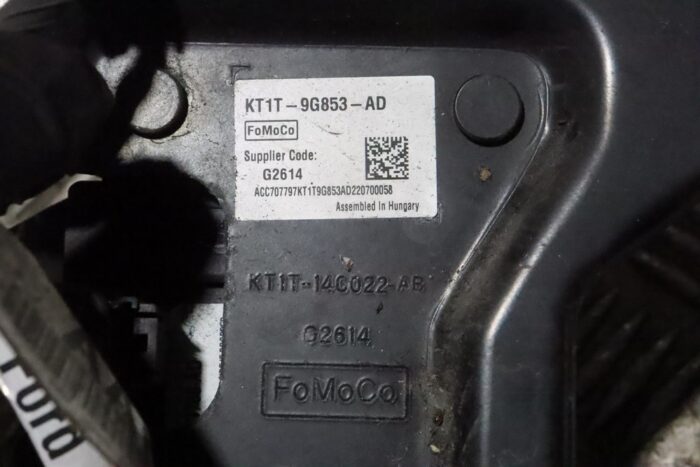 KT1T-9G853-AD
FoMoCo
Supplier Code:
G2614
ACC707797KT1T9G853AD220700058
Assembled In Hungary
KT1T-14C022-AB
G2614
FoMoCo
Ford